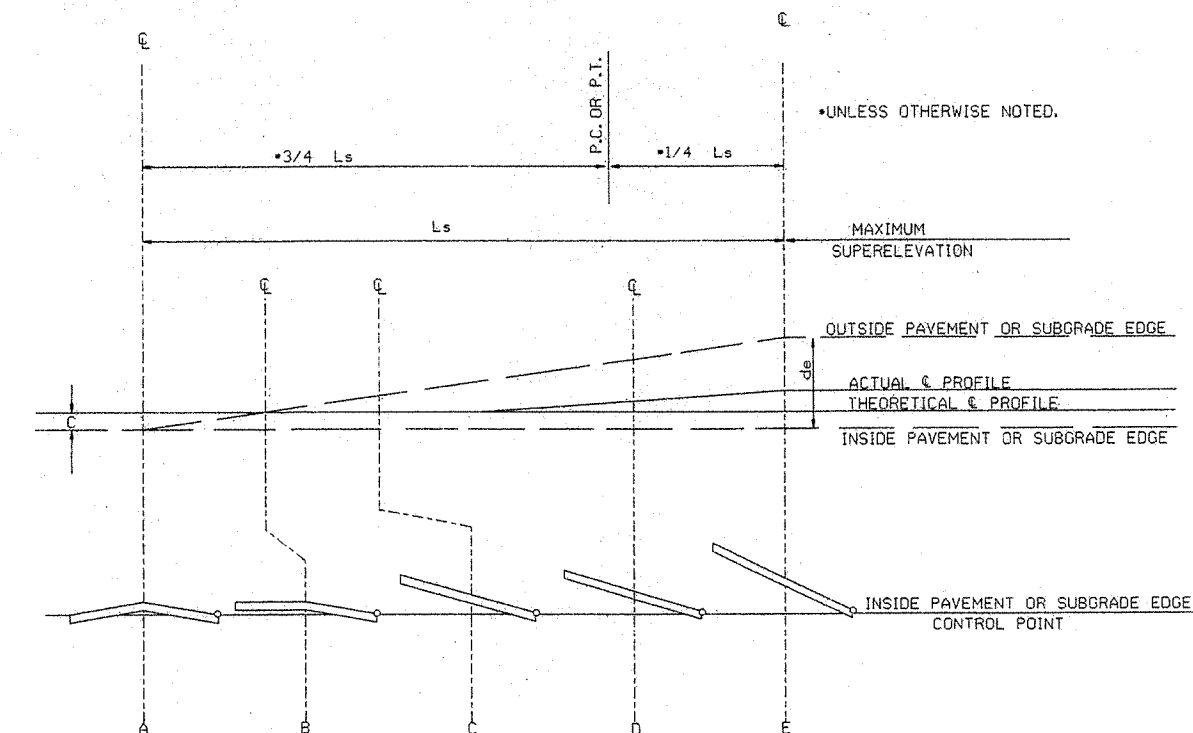 ℄
℄
P.C. OR P.T.
*UNLESS OTHERWISE NOTED.
*3/4 Ls
*1/4 Ls
Ls
MAXIMUM
SUPERELEVATION
℄
℄
℄
OUTSIDE PAVEMENT OR SUBGRADE EDGE
de
ACTUAL ℄ PROFILE
THEORETICAL ℄ PROFILE
C
INSIDE PAVEMENT OR SUBGRADE EDGE
INSIDE PAVEMENT OR SUBGRADE EDGE
CONTROL POINT
A
B
C
D
E